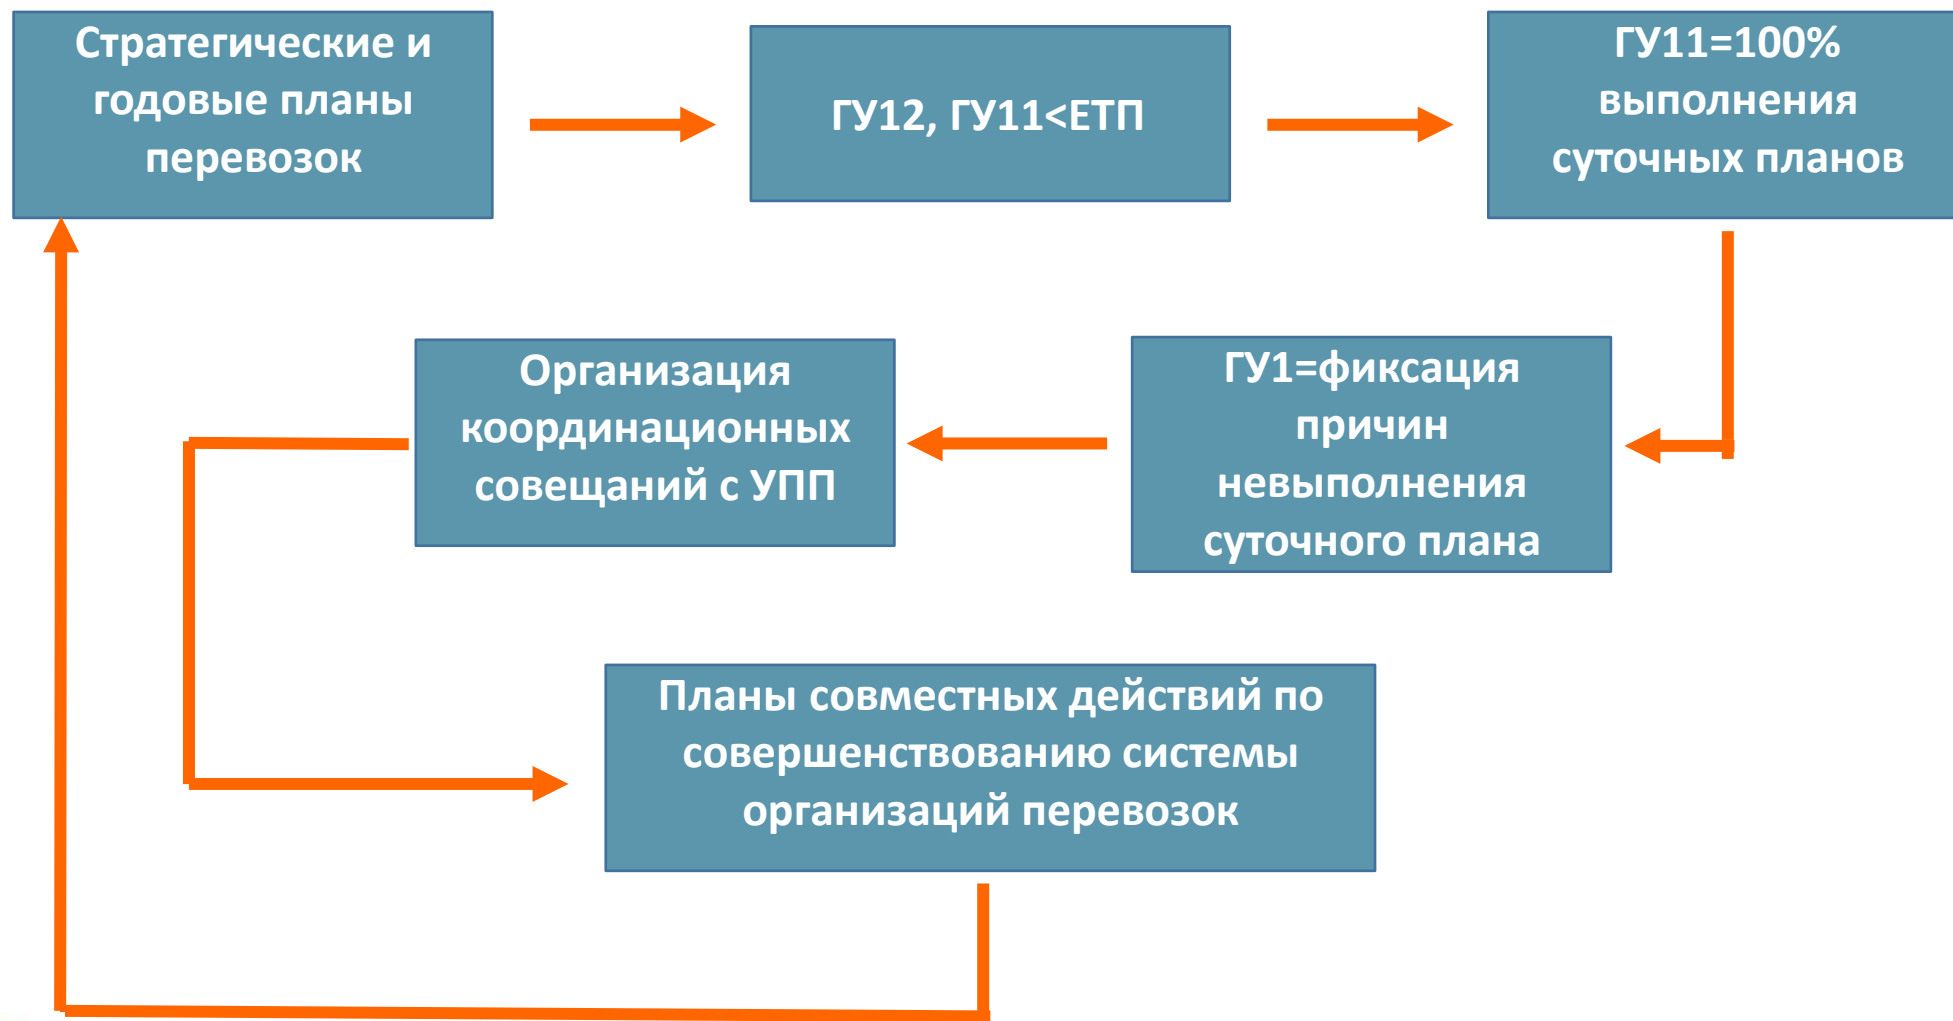 Стратегические и
годовые планы
перевозок
ГУ12, ГУ11<ЕТП
ГУ11=100%
выполнения
суточных планов
ГУ1=фиксация
причин
невыполнения
суточного плана
Организация
координационных
совещаний с УПП
Планы совместных действий по
совершенствованию системы
организаций перевозок